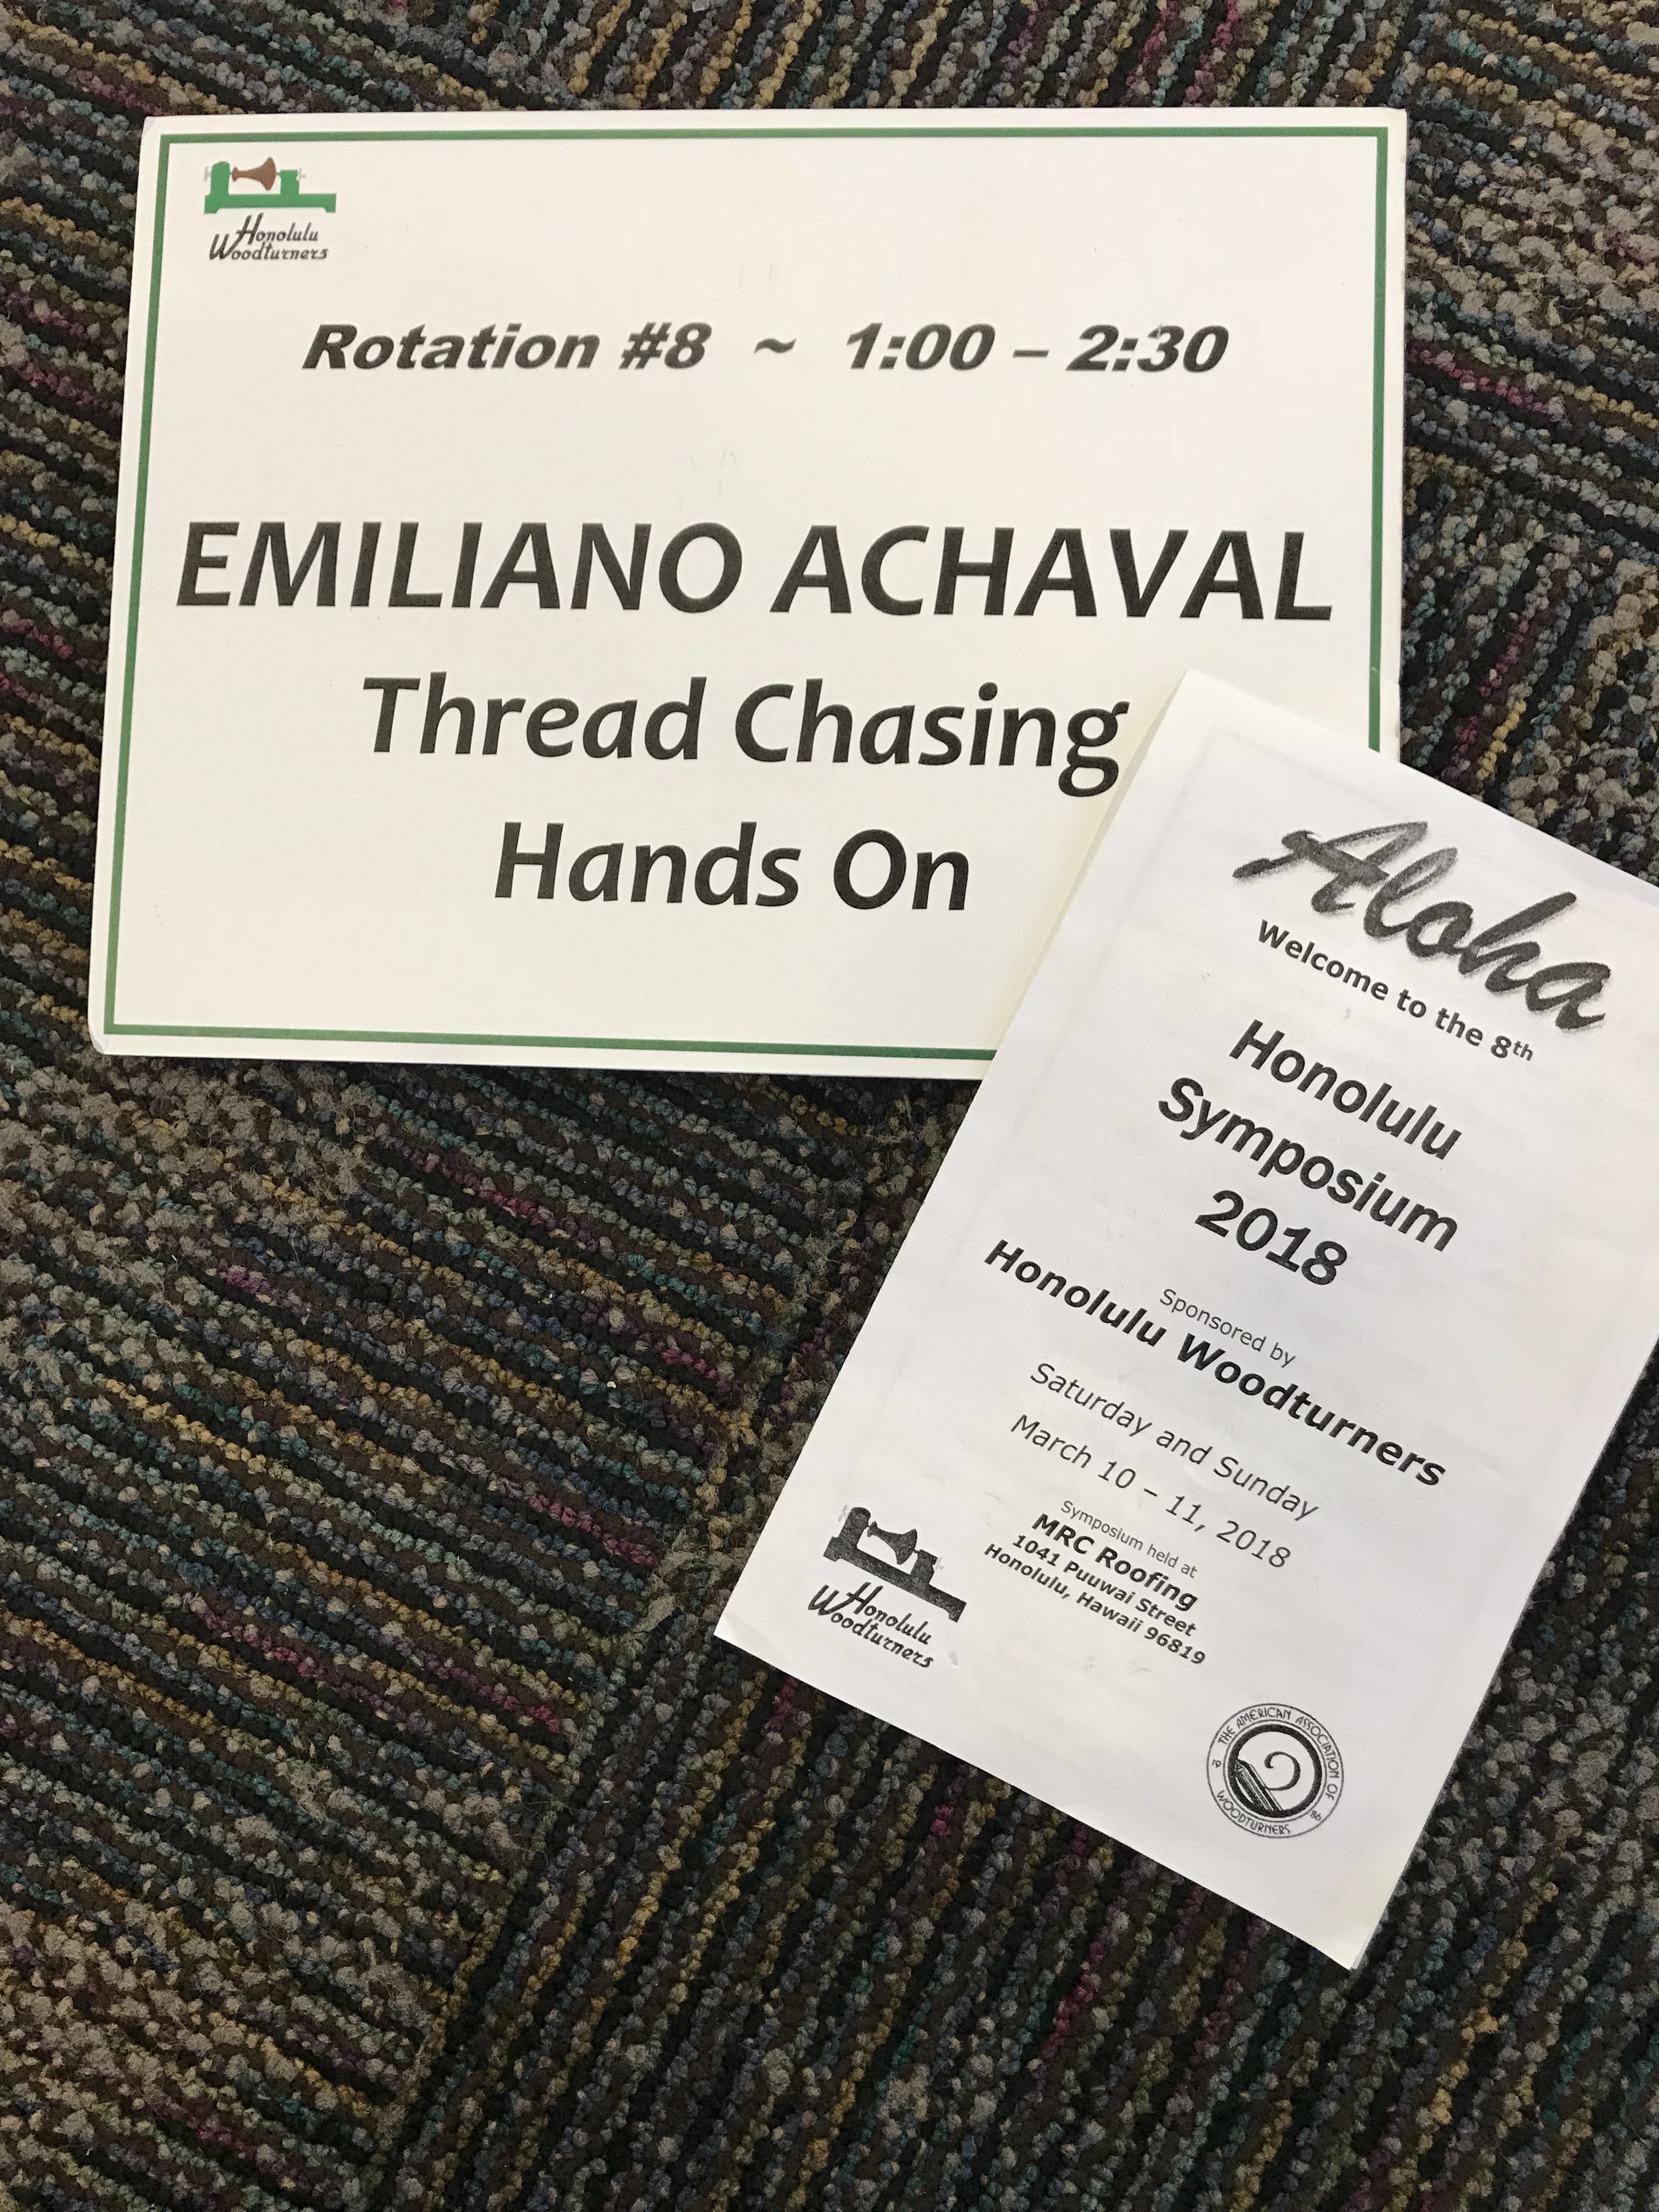 Honolulu
Woodturners
Rotation #8 ~ 1:00 – 2:30
EMILIANO ACHAVAL
Thread Chasing
Hands On
Aloha
Welcome to the 8th
Honolulu
Symposium
2018
Sponsored by
Honolulu Woodturners
Saturday and Sunday
March 10 – 11, 2018
Symposium held at
MRC Roofing
1041 Puuwai Street
Honolulu, Hawaii 96819
Honolulu
Woodturners
THE AMERICAN ASSOCIATION OF
WOODTURNERS
19
86